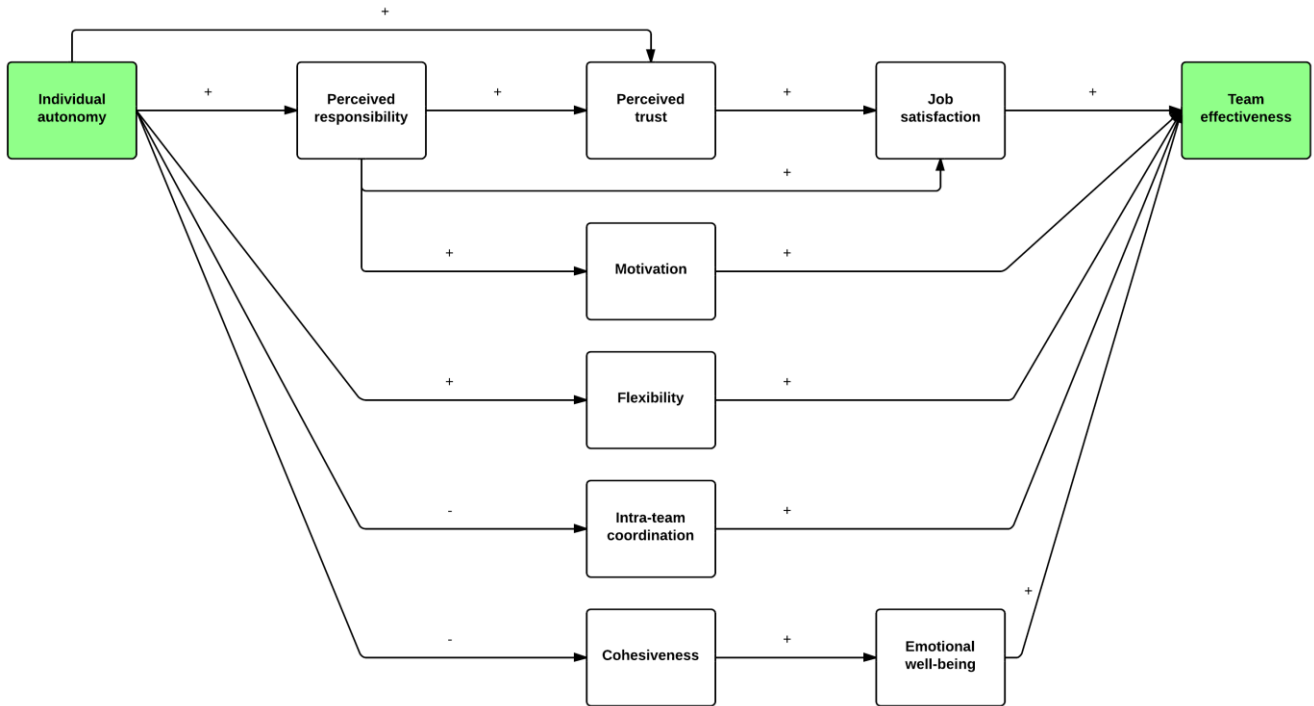 +
Individual
autonomy
+
Perceived
responsibility
+
Perceived
trust
+
Job
satisfaction
+
Team
effectiveness
+
+
Motivation
+
+
Flexibility
+
-
Intra-team
coordination
+
-
Cohesiveness
+
Emotional
well-being
+